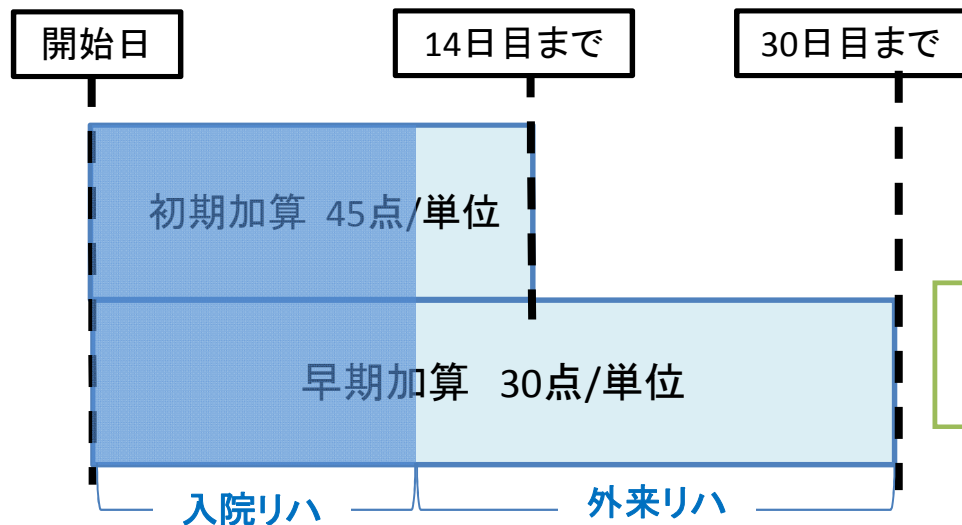 開始日
14日目まで
30日目まで
初期加算 45点/単位
早期加算 30点/単位
入院リハ
外来リハ